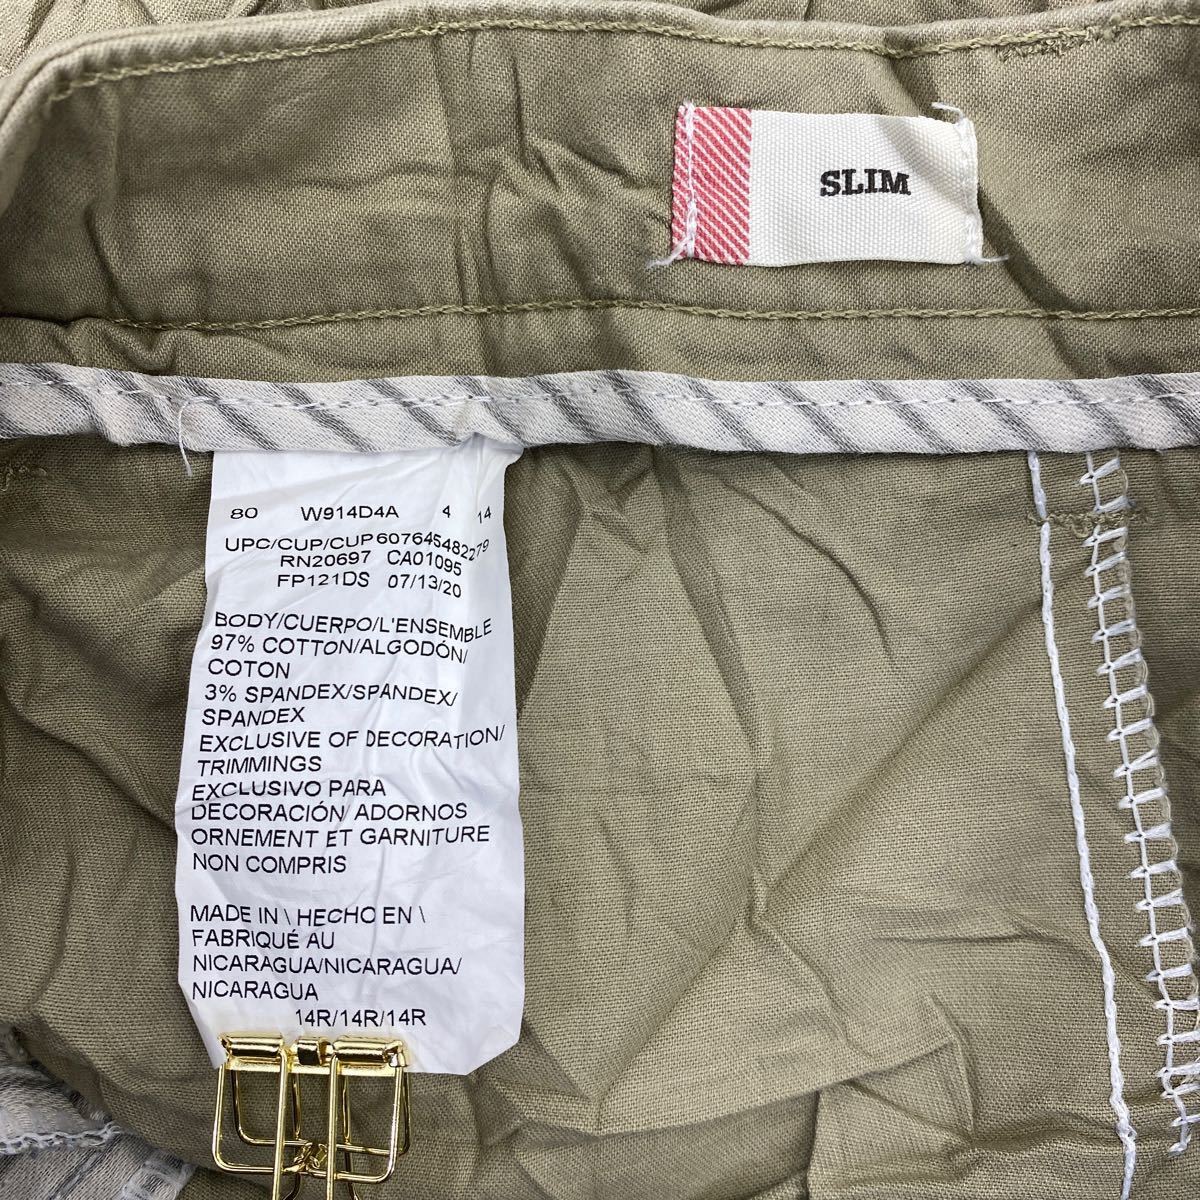 SLIM
80 W914D4A 4 14
UPC/CUP/CUP607645482279
RN20697 CA01095
FP121DS 07/13/20
BODY/CUERPO/L'ENSEMBLE
97% COTTON/ALGODÓN/
COTON
3% SPANDEX/SPANDEX/
SPANDEX
EXCLUSIVE OF DECORATION/
TRIMMINGS
EXCLUSIVO PARA
DECORACIÓN/ ADORNOS
ORNEMENT ET GARNITURE
NON COMPRIS
MADE IN \ HECHO EN \
FABRIQUÉ AU
NICARAGUA/NICARAGUA/
NICARAGUA
14R/14R/14R